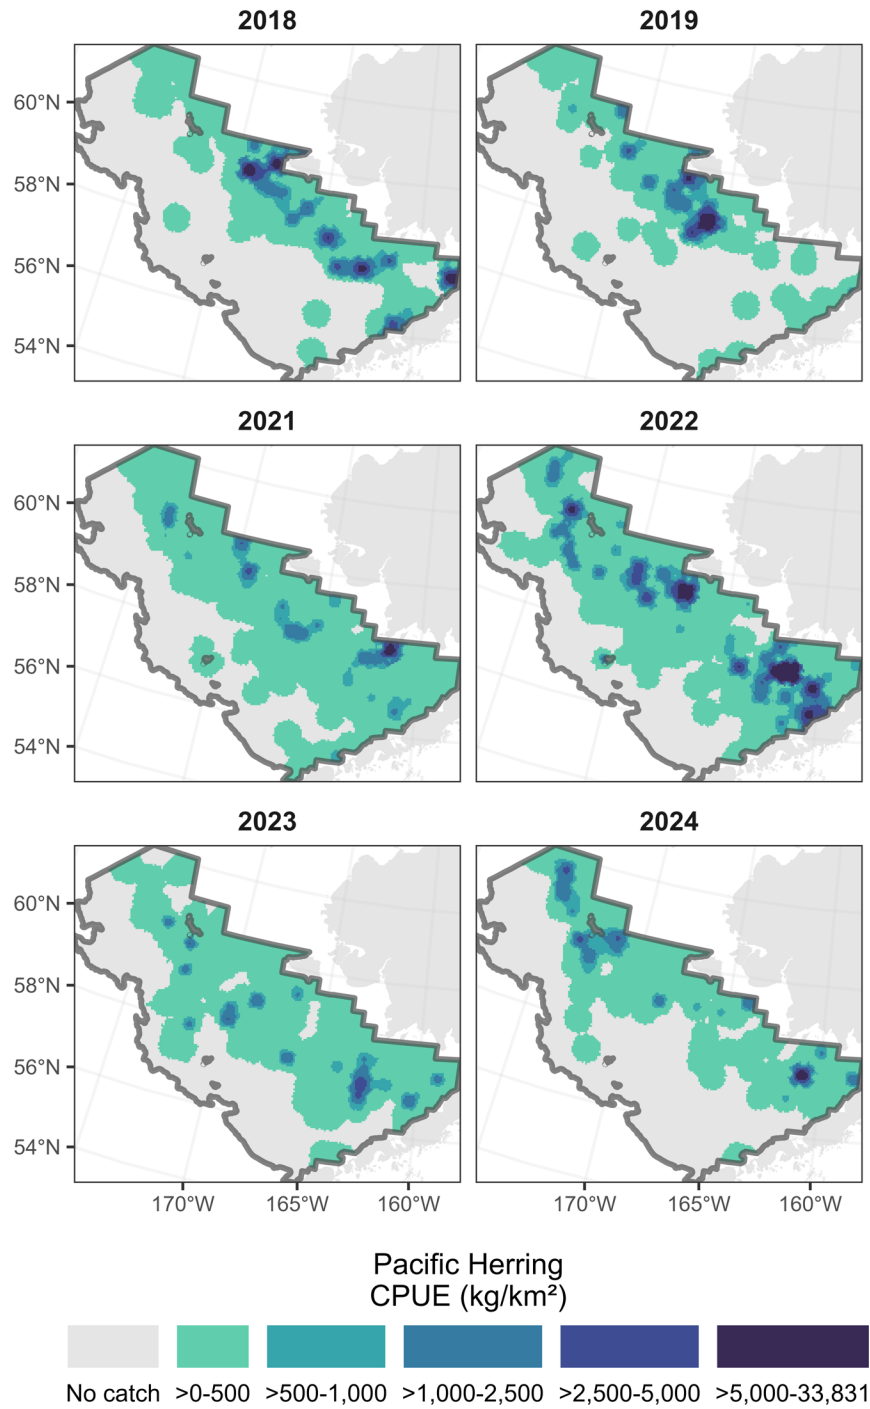 2018
2019
60°N
58°N
56°N
54°N
2021
2022
60°N
58°N
56°N
54°N
2023
2024
60°N
58°N
56°N
54°N
170°W
165°W
160°W
170°W
165°W
160°W
Pacific Herring
CPUE (kg/km²)
No catch
>0-500
>500-1,000
>1,000-2,500
>2,500-5,000
>5,000-33,831